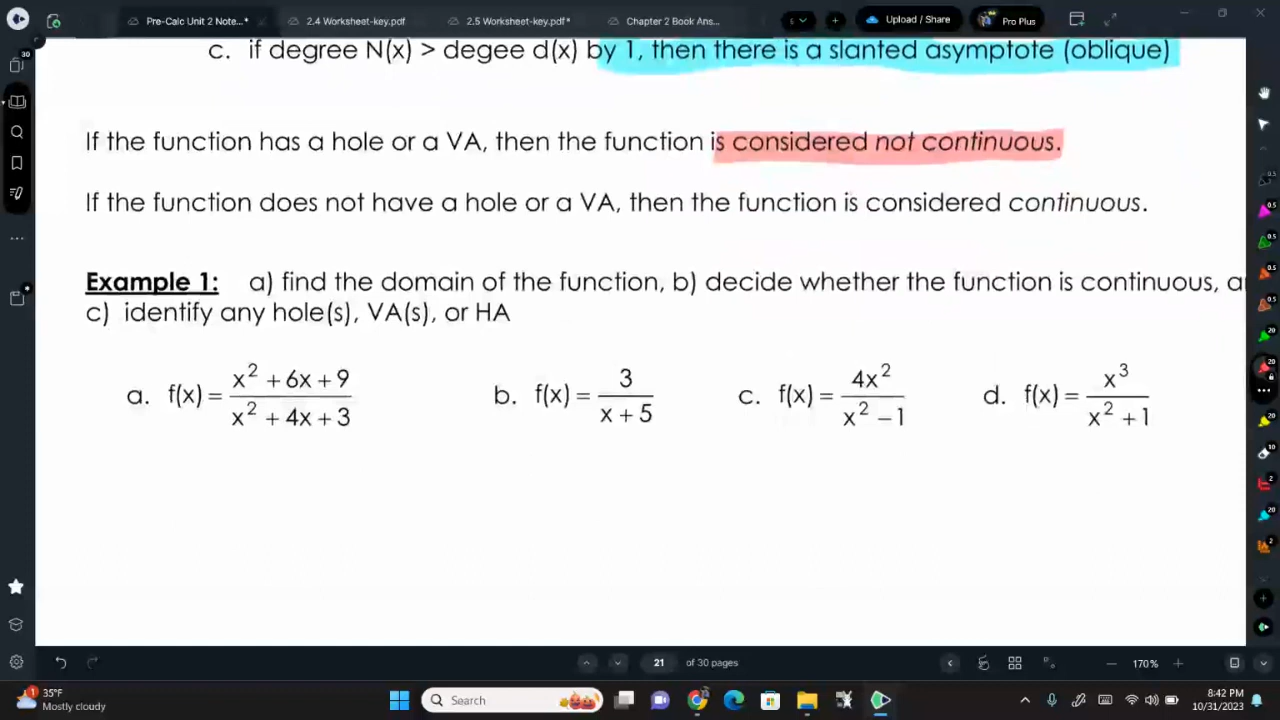 Pre-Calc Unit 2 Note...*
2.4 Worksheet-key.pdf
2.5 Worksheet-key.pdf*
Chapter 2 Book Ans...
Upload / Share
Pro Plus
c. if degree N(x) > degee d(x) by 1, then there is a slanted asymptote (oblique)
If the function has a hole or a VA, then the function is considered not continuous.
If the function does not have a hole or a VA, then the function is considered continuous.
Example 1: a) find the domain of the function, b) decide whether the function is continuous, a
c) identify any hole(s), VA(s), or HA
a. f(x) = (x² + 6x + 9)/(x² + 4x + 3) b. f(x) = 3/(x + 5) c. f(x) = 4x²/(x² − 1) d. f(x) = x³/(x² + 1)
21 of 30 pages
170%
35°F
Mostly cloudy
Search
8:42 PM
10/31/2023